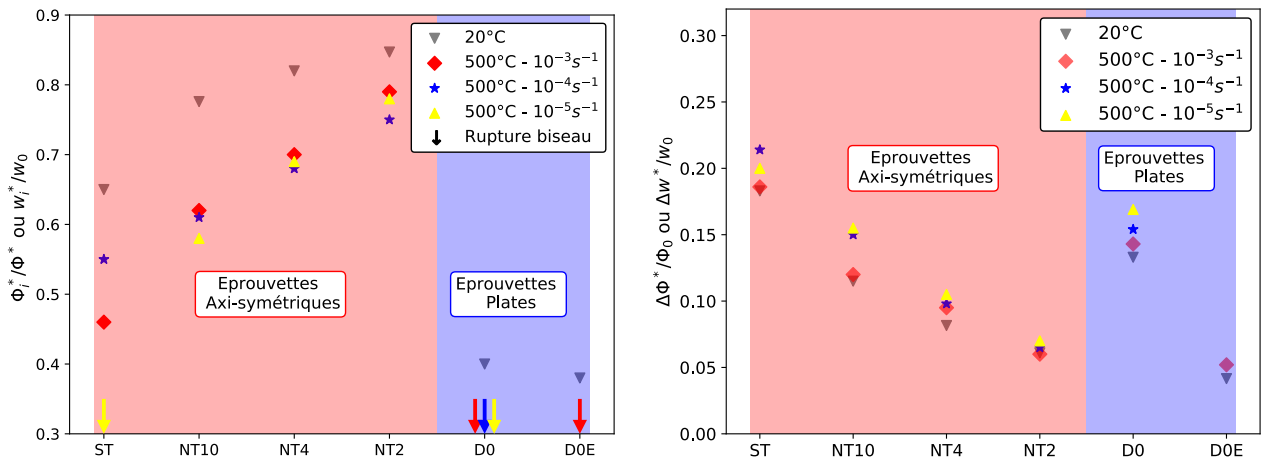 0.9
0.8
0.7
0.6
0.5
0.4
0.3
Φᵢ*/Φ* ou wᵢ*/w₀
20°C
500°C - 10⁻³s⁻¹
500°C - 10⁻⁴s⁻¹
500°C - 10⁻⁵s⁻¹
Rupture biseau
Eprouvettes
Axi-symétriques
Eprouvettes
Plates
ST NT10 NT4 NT2 D0 D0E
0.30
0.25
0.20
0.15
0.10
0.05
0.00
ΔΦ*/Φ₀ ou Δw*/w₀
20°C
500°C - 10⁻³s⁻¹
500°C - 10⁻⁴s⁻¹
500°C - 10⁻⁵s⁻¹
Eprouvettes
Axi-symétriques
Eprouvettes
Plates
ST NT10 NT4 NT2 D0 D0E